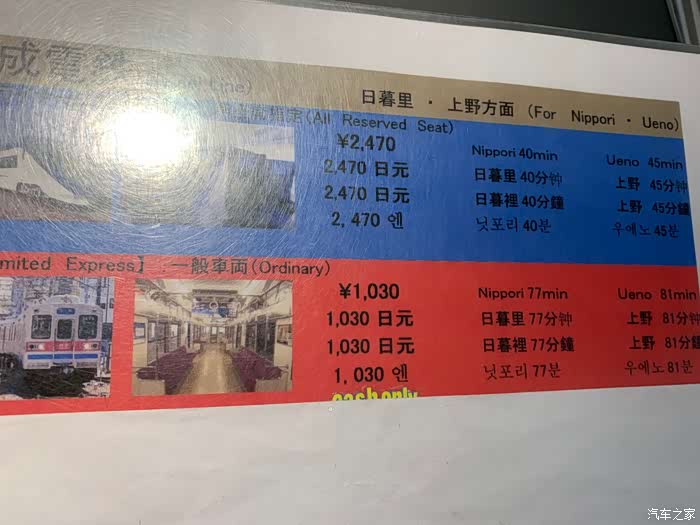 成電
Line)
日暮里 ・ 上野方面 (For Nippori ・ Ueno)
指定(All Reserved Seat)
¥2,470 Nippori 40min Ueno 45min
2,470 日元 日暮里 40分钟 上野 45分钟
2,470 日元 日暮裡 40分鐘 上野 45分鐘
2,470 엔 닛포리 40분 우에노 45분
mited Express】 一般車両(Ordinary)
¥1,030 Nippori 77min Ueno 81min
1,030 日元 日暮里 77分钟 上野 81分钟
1,030 日元 日暮裡 77分鐘 上野 81分鐘
1,030 엔 닛포리 77분 우에노 81분
cash only
汽车之家